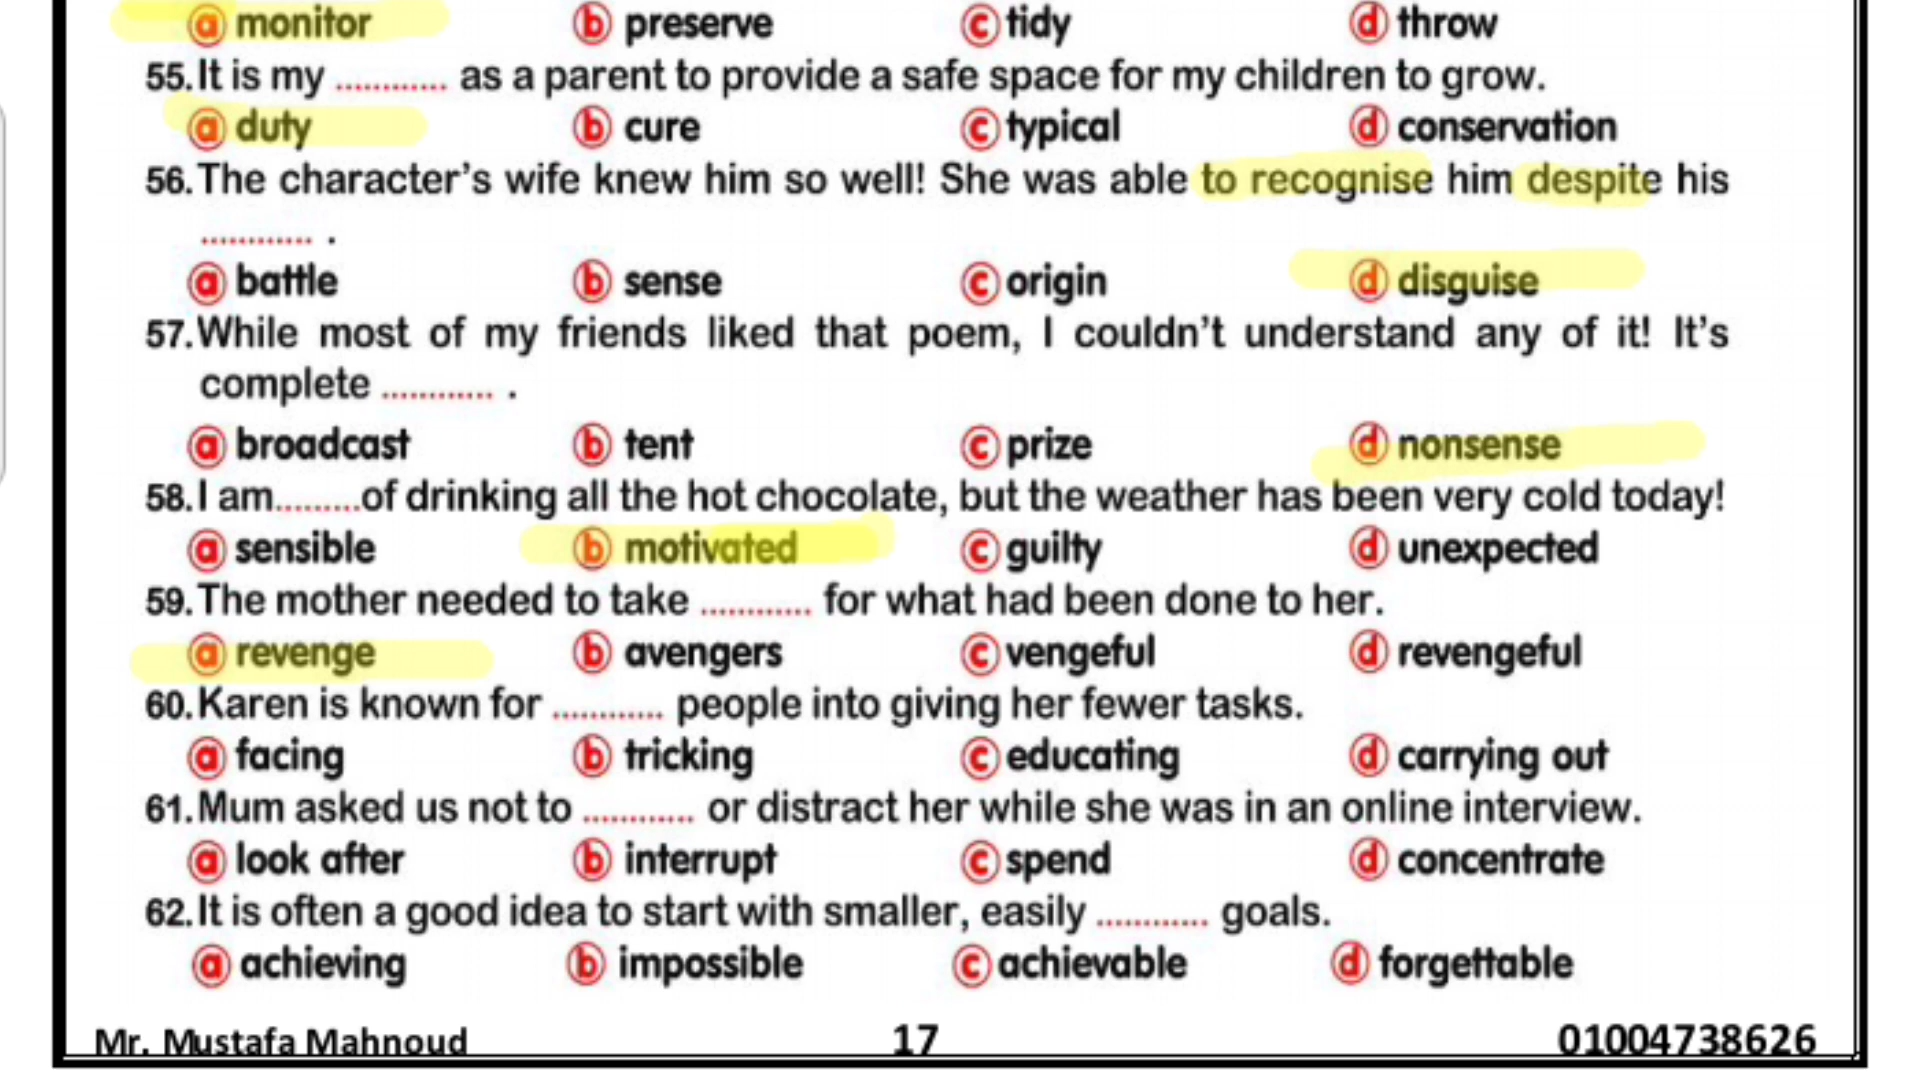 ⓐ monitor ⓑ preserve ⓒ tidy ⓓ throw
55. It is my ............ as a parent to provide a safe space for my children to grow.
ⓐ duty ⓑ cure ⓒ typical ⓓ conservation
56. The character's wife knew him so well! She was able to recognise him despite his
............ .
ⓐ battle ⓑ sense ⓒ origin ⓓ disguise
57. While most of my friends liked that poem, I couldn't understand any of it! It's
complete ............ .
ⓐ broadcast ⓑ tent ⓒ prize ⓓ nonsense
58. I am.........of drinking all the hot chocolate, but the weather has been very cold today!
ⓐ sensible ⓑ motivated ⓒ guilty ⓓ unexpected
59. The mother needed to take ............ for what had been done to her.
ⓐ revenge ⓑ avengers ⓒ vengeful ⓓ revengeful
60. Karen is known for ............ people into giving her fewer tasks.
ⓐ facing ⓑ tricking ⓒ educating ⓓ carrying out
61. Mum asked us not to ............ or distract her while she was in an online interview.
ⓐ look after ⓑ interrupt ⓒ spend ⓓ concentrate
62. It is often a good idea to start with smaller, easily ............ goals.
ⓐ achieving ⓑ impossible ⓒ achievable ⓓ forgettable
Mr. Mustafa Mahnoud 17 01004738626